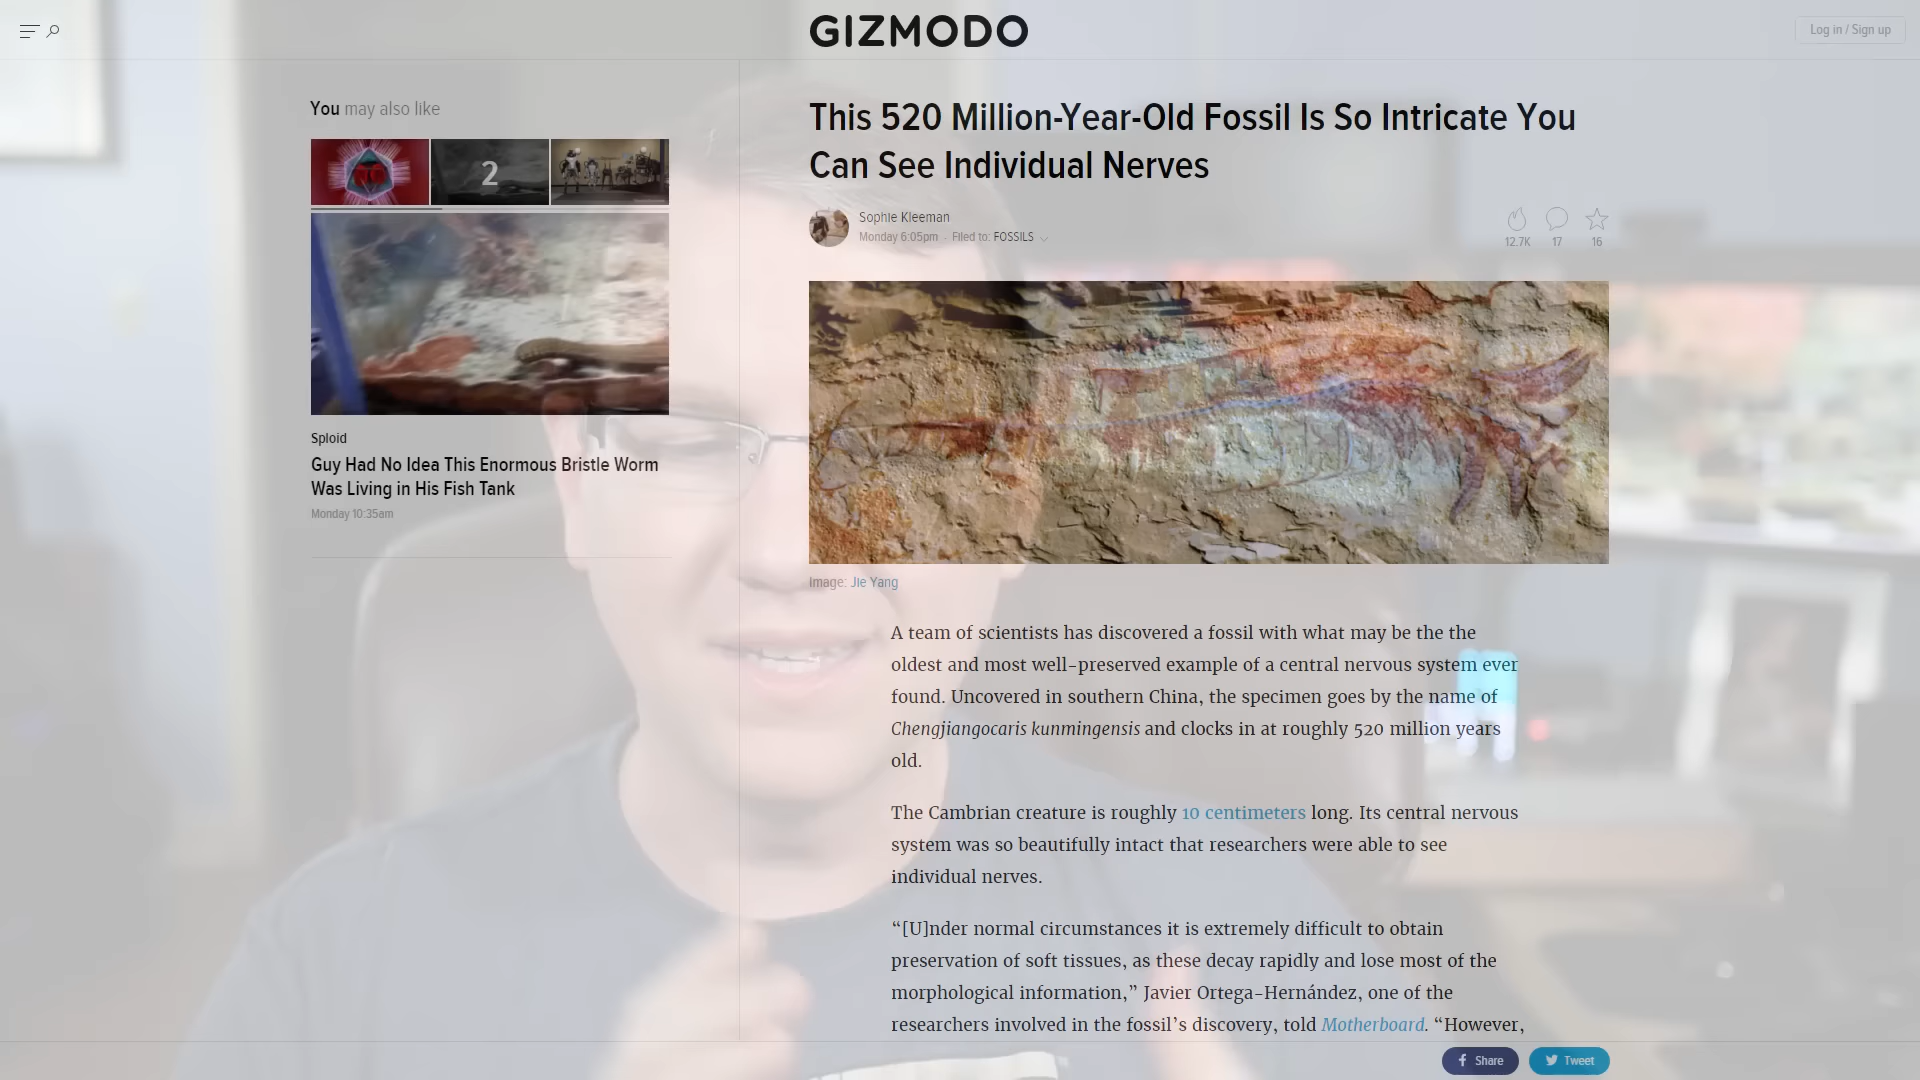 GIZMODO
Log in / Sign up
You may also like
2
Sploid
Guy Had No Idea This Enormous Bristle Worm
Was Living in His Fish Tank
Monday 10:35am
This 520 Million-Year-Old Fossil Is So Intricate You
Can See Individual Nerves
Sophie Kleeman
Monday 6:05pm - Filed to: FOSSILS
12.7K 17 16
Image: Jie Yang
A team of scientists has discovered a fossil with what may be the the
oldest and most well-preserved example of a central nervous system ever
found. Uncovered in southern China, the specimen goes by the name of
Chengjiangocaris kunmingensis and clocks in at roughly 520 million years
old.
The Cambrian creature is roughly 10 centimeters long. Its central nervous
system was so beautifully intact that researchers were able to see
individual nerves.
“[U]nder normal circumstances it is extremely difficult to obtain
preservation of soft tissues, as these decay rapidly and lose most of the
morphological information,” Javier Ortega-Hernández, one of the
researchers involved in the fossil’s discovery, told Motherboard. “However,
Share
Tweet